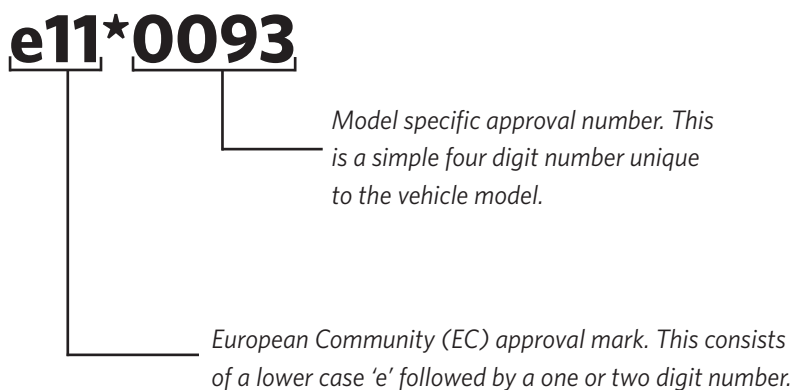 e11*0093
Model specific approval number. This
is a simple four digit number unique
to the vehicle model.
European Community (EC) approval mark. This consists
of a lower case ‘e’ followed by a one or two digit number.